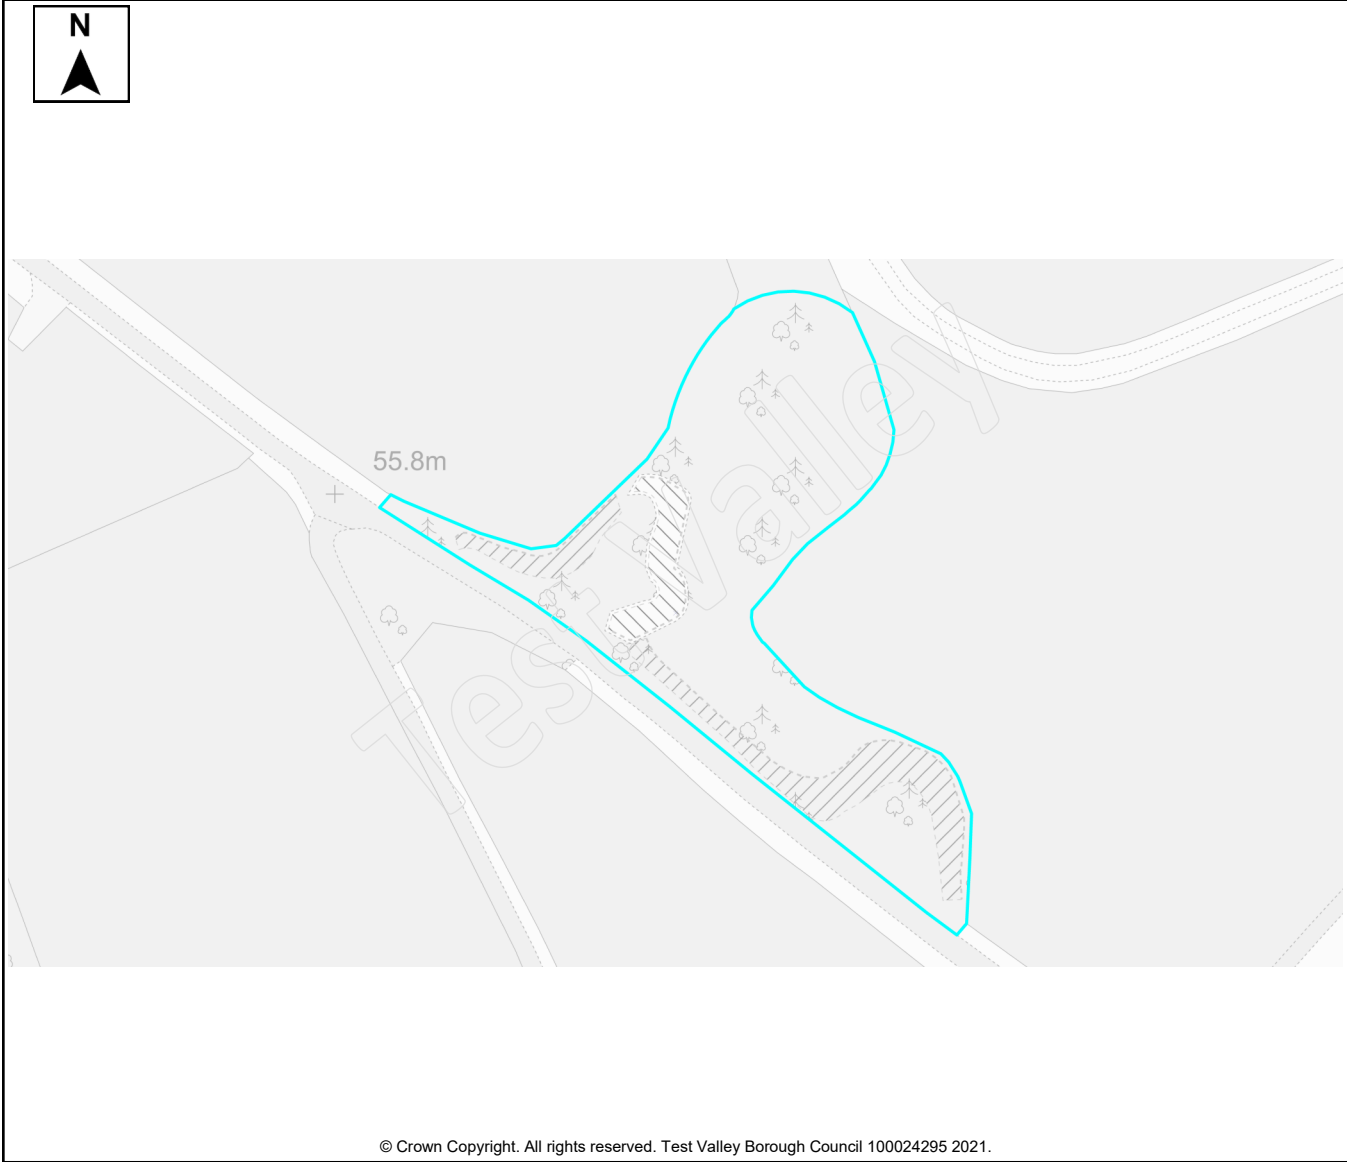 N
55.8m
Test Valley
© Crown Copyright. All rights reserved. Test Valley Borough Council 100024295 2021.